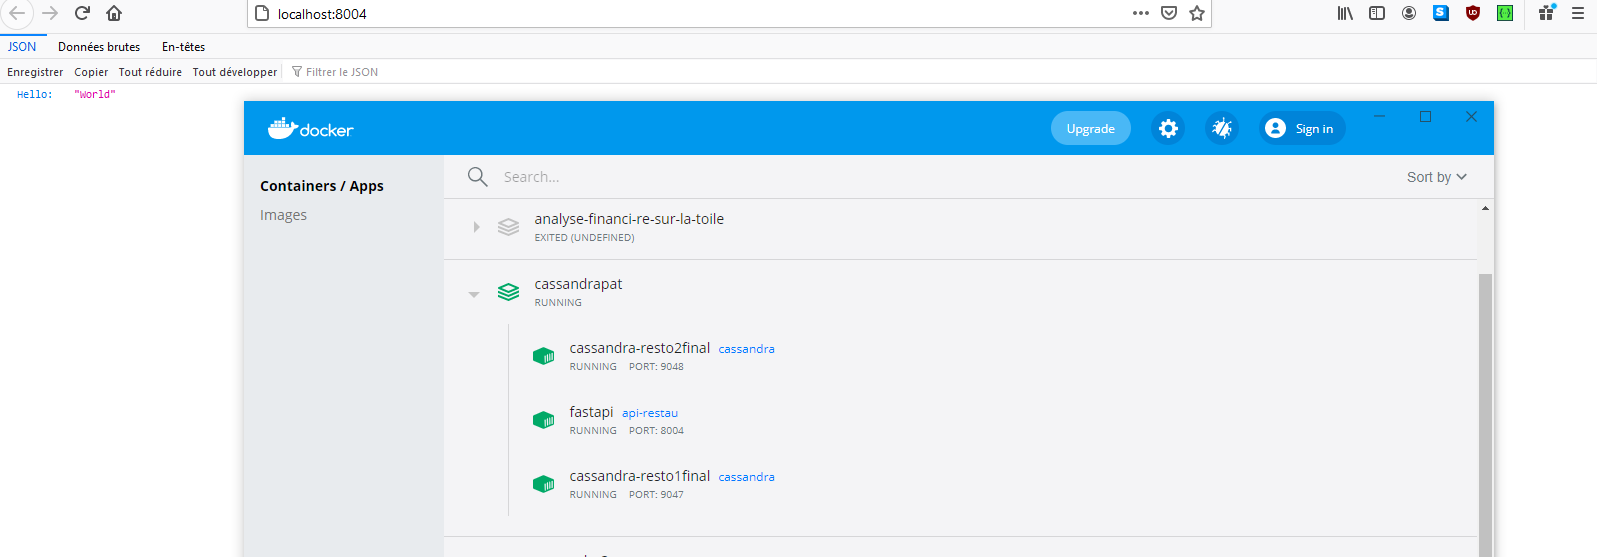 localhost:8004
JSON Données brutes En-têtes
Enregistrer Copier Tout réduire Tout développer Filtrer le JSON
Hello: "World"
docker
Upgrade
Sign in
Containers / Apps
Images
Search...
Sort by
analyse-financi-re-sur-la-toile
EXITED (UNDEFINED)
cassandrapat
RUNNING
cassandra-resto2final cassandra
RUNNING PORT: 9048
fastapi api-restau
RUNNING PORT: 8004
cassandra-resto1final cassandra
RUNNING PORT: 9047